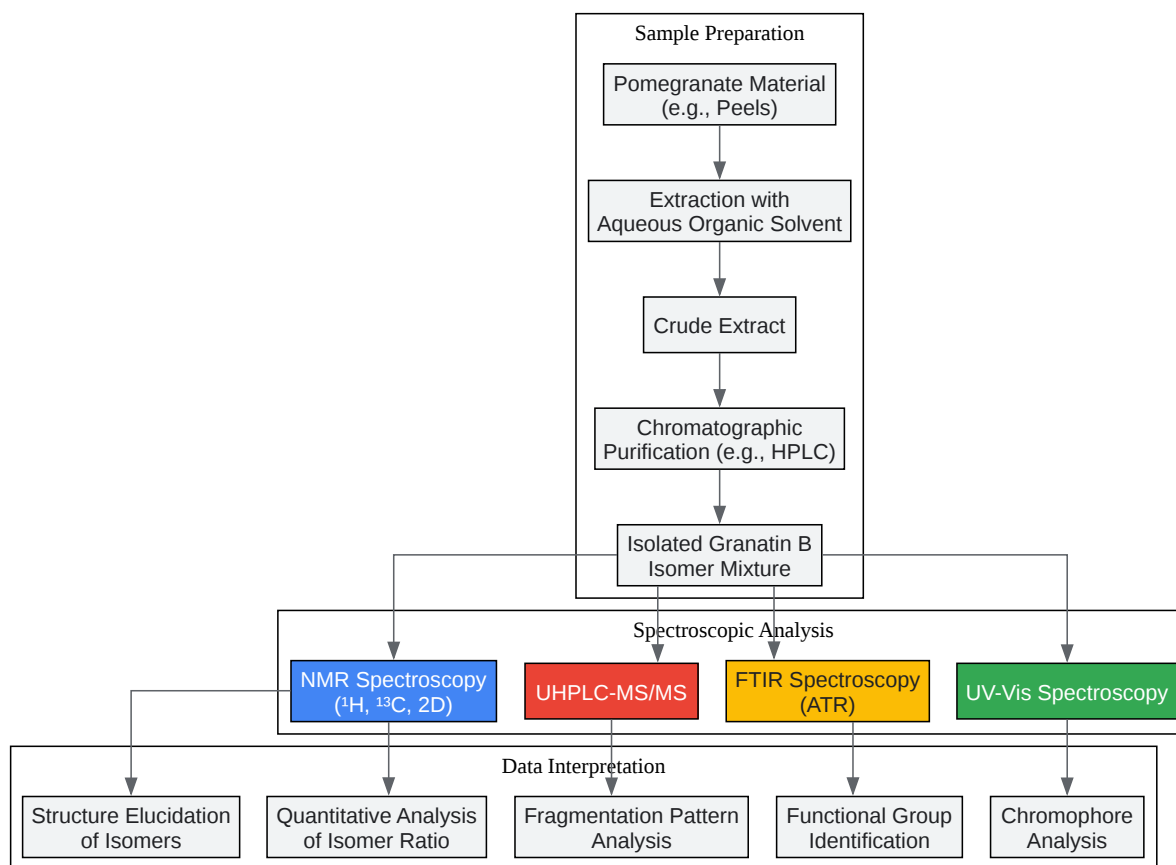 Sample Preparation
Pomegranate Material
(e.g., Peels)
Extraction with
Aqueous Organic Solvent
Crude Extract
Chromatographic
Purification (e.g., HPLC)
Isolated Granatin B
Isomer Mixture
Spectroscopic Analysis
NMR Spectroscopy
(¹H, ¹³C, 2D)
UHPLC-MS/MS
FTIR Spectroscopy
(ATR)
UV-Vis Spectroscopy
Data Interpretation
Structure Elucidation
of Isomers
Quantitative Analysis
of Isomer Ratio
Fragmentation Pattern
Analysis
Functional Group
Identification
Chromophore
Analysis